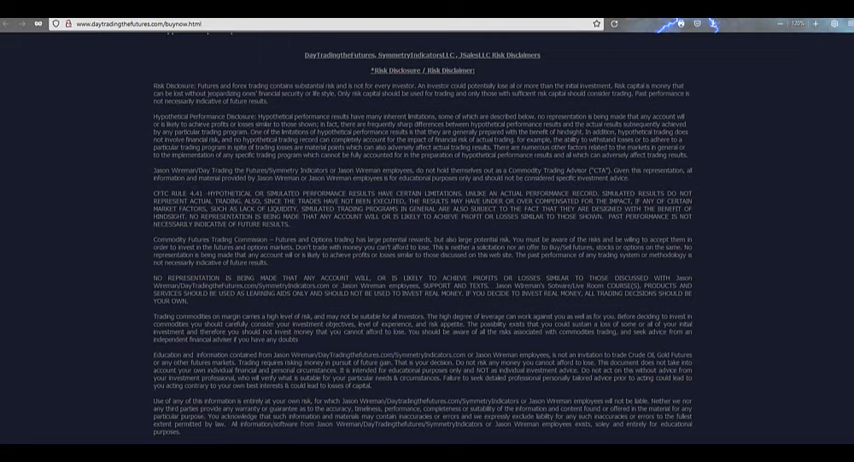 www.daytradingthefutures.com/buynow.html
120%
DayTradingtheFutures, SymmetryIndicatorsLLC , JSalesLLC Risk Disclaimers
*Risk Disclosure / Risk Disclaimer:
Risk Disclosure: Futures and forex trading contains substantial risk and is not for every investor. An investor could potentially lose all or more than the initial investment. Risk capital is money that
can be lost without jeopardizing ones' financial security or life style. Only risk capital should be used for trading and only those with sufficient risk capital should consider trading. Past performance is
not necessarily indicative of future results.
Hypothetical Performance Disclosure: Hypothetical performance results have many inherent limitations, some of which are described below. no representation is being made that any account will
or is likely to achieve profits or losses similar to those shown; in fact, there are frequently sharp differences between hypothetical performance results and the actual results subsequently achieved
by any particular trading program. One of the limitations of hypothetical performance results is that they are generally prepared with the benefit of hindsight. In addition, hypothetical trading does
not involve financial risk, and no hypothetical trading record can completely account for the impact of financial risk of actual trading. for example, the ability to withstand losses or to adhere to a
particular trading program in spite of trading losses are material points which can also adversely affect actual trading results. There are numerous other factors related to the markets in general or
to the implementation of any specific trading program which cannot be fully accounted for in the preparation of hypothetical performance results and all which can adversely affect trading results.
Jason Wireman/Day Trading the Futures/Symmetry Indicators or Jason Wireman employees, do not hold themselves out as a Commodity Trading Advisor ("CTA"). Given this representation, all
information and material provided by Jason Wireman or Jason Wireman employees is for educational purposes only and should not be considered specific investment advice.
CFTC RULE 4.41 -HYPOTHETICAL OR SIMULATED PERFORMANCE RESULTS HAVE CERTAIN LIMITATIONS. UNLIKE AN ACTUAL PERFORMANCE RECORD, SIMULATED RESULTS DO NOT
REPRESENT ACTUAL TRADING. ALSO, SINCE THE TRADES HAVE NOT BEEN EXECUTED, THE RESULTS MAY HAVE UNDER OR OVER COMPENSATED FOR THE IMPACT, IF ANY OF CERTAIN
MARKET FACTORS, SUCH AS LACK OF LIQUIDITY. SIMULATED TRADING PROGRAMS IN GENERAL ARE ALSO SUBJECT TO THE FACT THAT THEY ARE DESIGNED WITH THE BENEFIT OF
HINDSIGHT. NO REPRESENTATION IS BEING MADE THAT ANY ACCOUNT WILL OR IS LIKELY TO ACHIEVE PROFIT OR LOSSES SIMILAR TO THOSE SHOWN. PAST PERFORMANCE IS NOT
NECESSARILY INDICATIVE OF FUTURE RESULTS.
Commodity Futures Trading Commission – Futures and Options trading has large potential rewards, but also large potential risk. You must be aware of the risks and be willing to accept them in
order to invest in the futures and options markets. Don't trade with money you can't afford to lose. This is neither a solicitation nor an offer to Buy/Sell futures, stocks or options on the same. No
representation is being made that any account will or is likely to achieve profits or losses similar to those discussed on this web site. The past performance of any trading system or methodology is
not necessarily indicative of future results.
NO REPRESENTATION IS BEING MADE THAT ANY ACCOUNT WILL, OR IS LIKELY TO ACHIEVE PROFITS OR LOSSES SIMILAR TO THOSE DISCUSSED WITH Jason
Wireman/DayTradingtheFutures/SymmetryIndicators.com or Jason Wireman employees, SUPPORT AND TEXTS. Jason Wireman's Sotware/Live Room COURSE(S). PRODUCTS AND
SERVICES SHOULD BE USED AS LEARNING AIDS ONLY AND SHOULD NOT BE USED TO INVEST REAL MONEY. IF YOU DECIDE TO INVEST REAL MONEY, ALL TRADING DECISIONS SHOULD BE
YOUR OWN.
Trading commodities on margin carries a high level of risk, and may not be suitable for all investors. The high degree of leverage can work against you as well as for you. Before deciding to invest in
commodities you should carefully consider your investment objectives, level of experience, and risk appetite. The possibility exists that you could sustain a loss of some or all of your initial
investment and therefore you should not invest money that you cannot afford to lose. You should be aware of all the risks associated with commodities trading, and seek advice from an
independent financial adviser if you have any doubts
Education and information contained from Jason Wireman/DayTradingtheFutures.com/SymmetryIndicators.com or Jason Wireman employees, is not an invitation to trade Crude Oil, Gold Futures
or any other futures markets. Trading requires risking money in pursuit of future gain. That is your decision. Do not risk any money you cannot afford to lose. This document does not take into
account your own individual financial and personal circumstances. It is intended for educational purposes only and NOT as individual investment advice. Do not act on this without advice from
your investment professional, who will verify what is suitable for your particular needs & circumstances. Failure to seek detailed professional personally tailored advice prior to acting could lead to
you acting contrary to your own best interests & could lead to losses of capital.
Use of any of this information is entirely at your own risk, for which Jason Wireman/DayTradingtheFutures.com/SymmetryIndicators or Jason Wireman employees will not be liable. Neither we nor
any third parties provide any warranty or guarantee as to the accuracy, timeliness, performance, completeness or suitability of the information and content found or offered in the material for any
particular purpose. You acknowledge that such information and materials may contain inaccuracies or errors and we expressly exclude liability for any such inaccuracies or errors to the fullest
extent permitted by law. All information/software from Jason Wireman/DayTradingtheFutures/SymmetryIndicators or Jason Wireman employees exists, soley and entirely for educational
purposes.